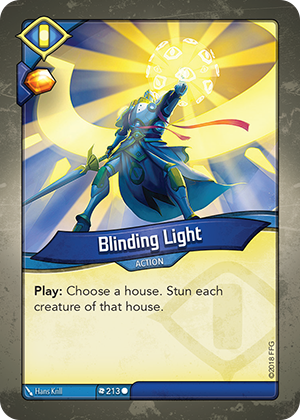 Blinding Light
ACTION
Play: Choose a house. Stun each
creature of that house.
Hans Krill
213
©2018 FFG